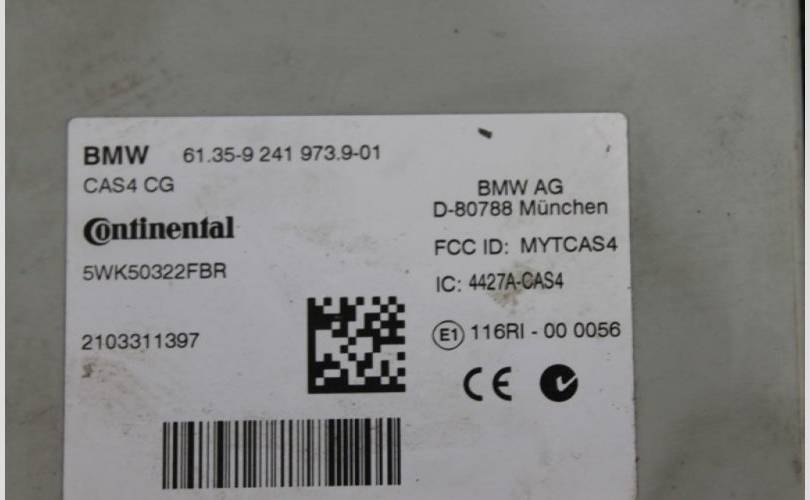 BMW 61.35-9 241 973.9-01
CAS4 CG
Continental
5WK50322FBR
2103311397
BMW AG
D-80788 München
FCC ID: MYTCAS4
IC: 4427A-CAS4
E1 116RI - 00 0056
CE